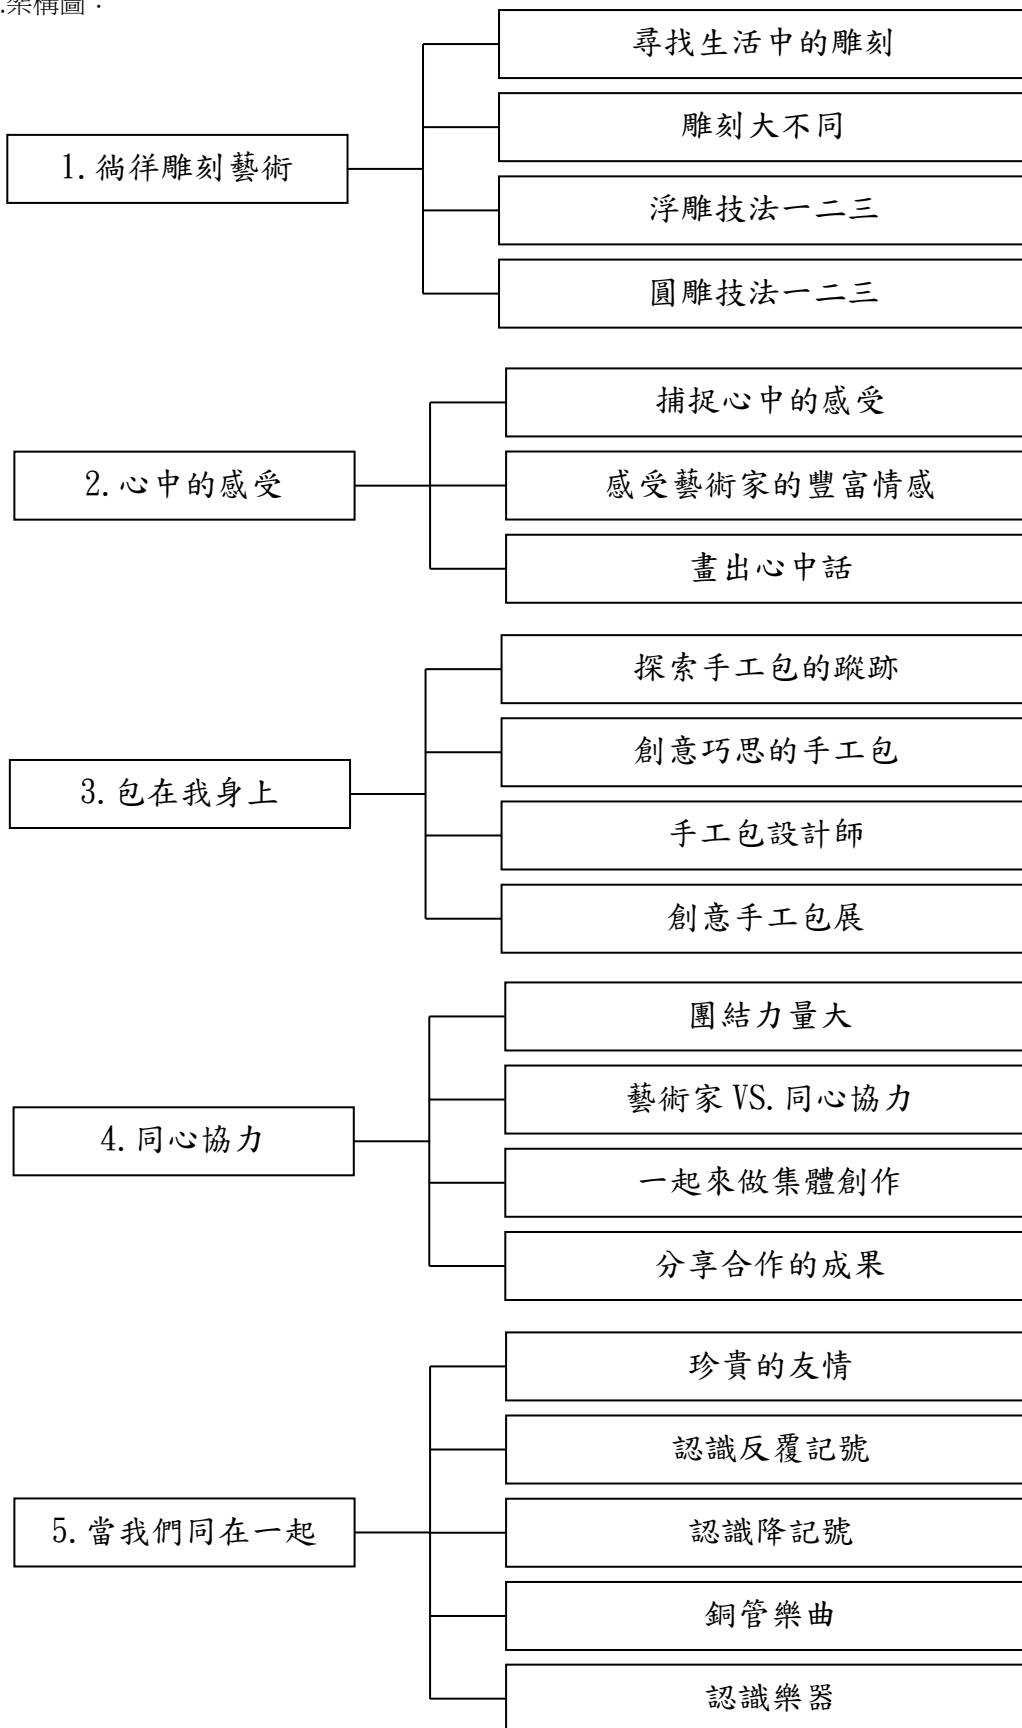 .架構圖：
1.徜徉雕刻藝術
尋找生活中的雕刻
雕刻大不同
浮雕技法一二三
圓雕技法一二三
2.心中的感受
捕捉心中的感受
感受藝術家的豐富情感
畫出心中話
3.包在我身上
探索手工包的蹤跡
創意巧思的手工包
手工包設計師
創意手工包展
4.同心協力
團結力量大
藝術家 VS.同心協力
一起來做集體創作
分享合作的成果
5.當我們同在一起
珍貴的友情
認識反覆記號
認識降記號
銅管樂曲
認識樂器